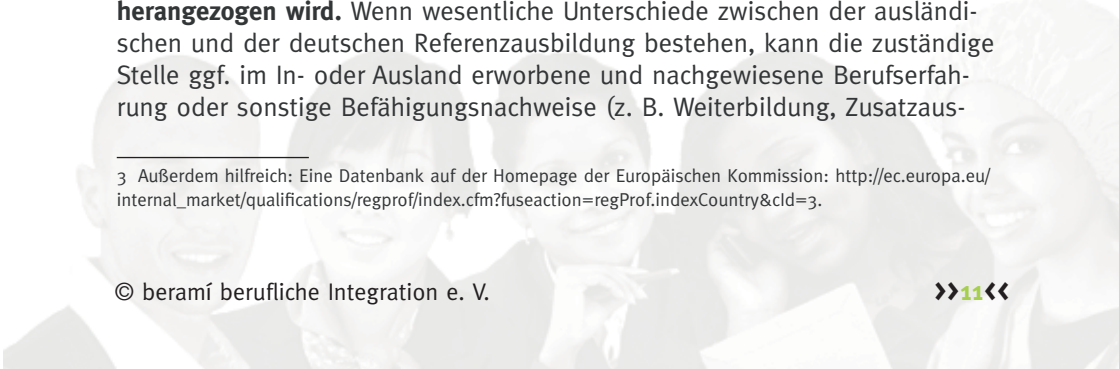 herangezogen wird. Wenn wesentliche Unterschiede zwischen der ausländi-
schen und der deutschen Referenzausbildung bestehen, kann die zuständige
Stelle ggf. im In- oder Ausland erworbene und nachgewiesene Berufserfah-
rung oder sonstige Befähigungsnachweise (z. B. Weiterbildung, Zusatzaus-
3 Außerdem hilfreich: Eine Datenbank auf der Homepage der Europäischen Kommission: http://ec.europa.eu/
internal_market/qualifications/regprof/index.cfm?fuseaction=regProf.indexCountry&cId=3.
© beramí berufliche Integration e. V. >>11<<